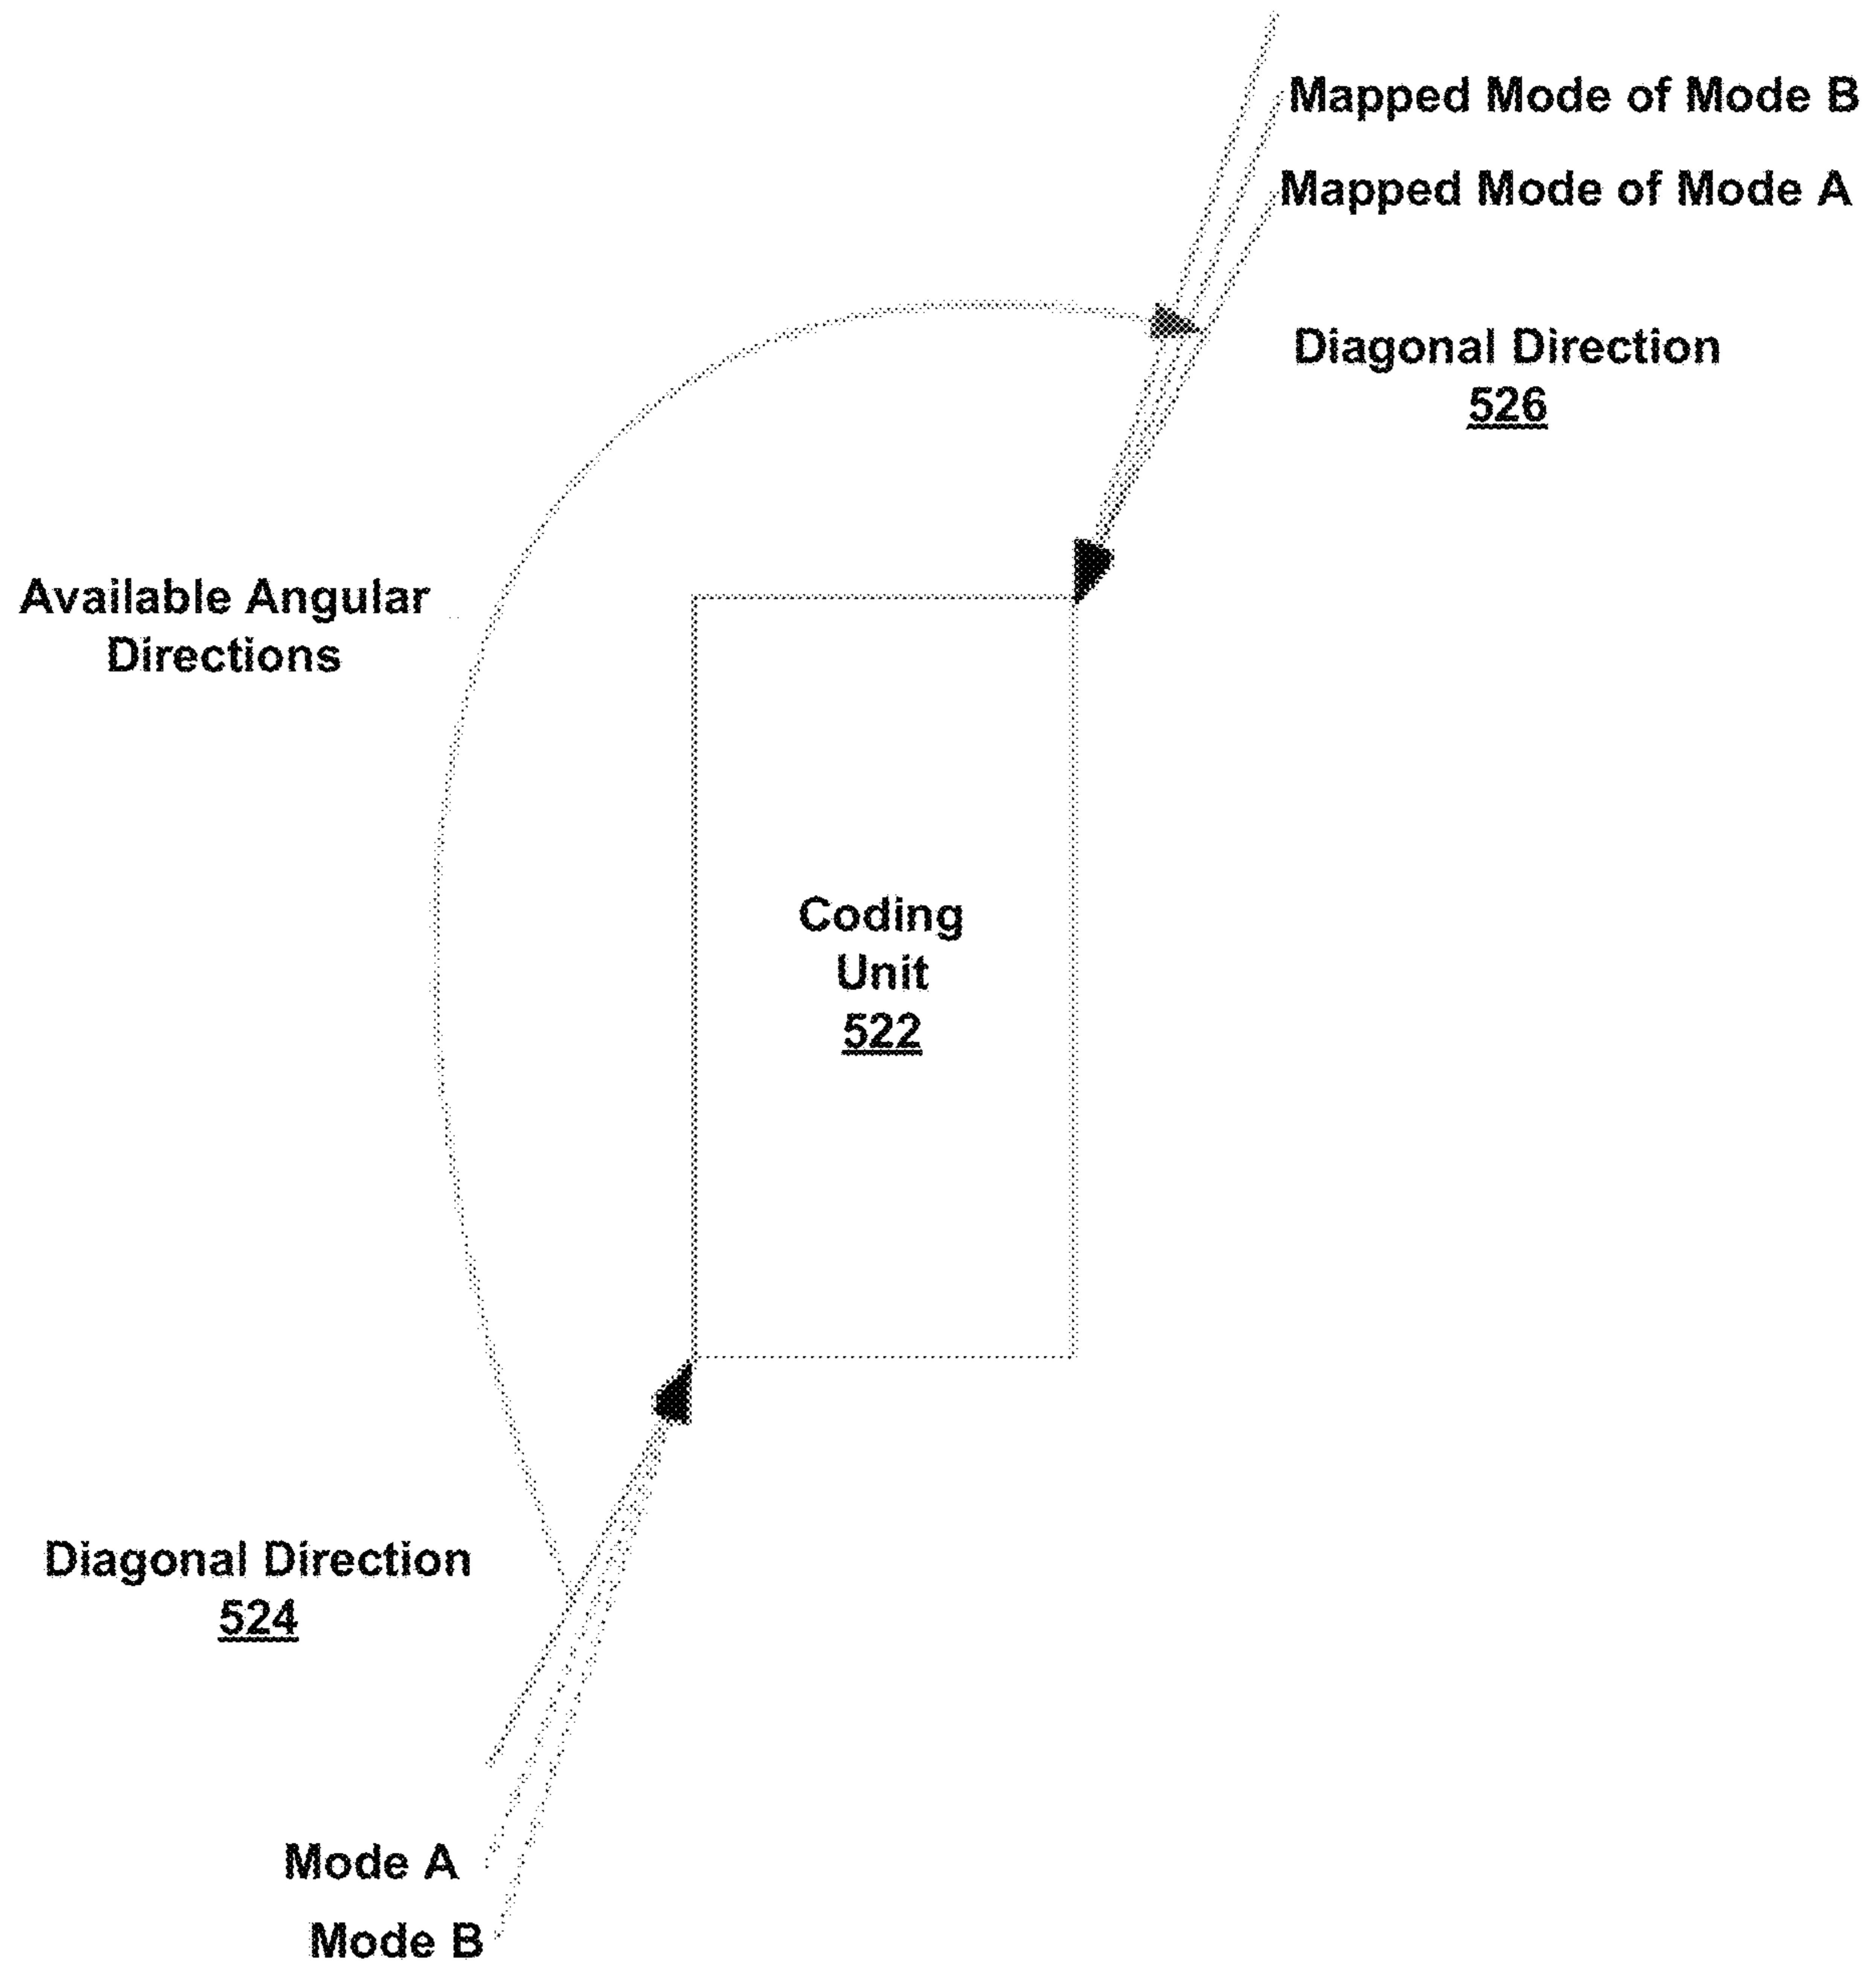 Mapped Mode of Mode B
Mapped Mode of Mode A
Diagonal Direction
526
Available Angular
Directions
Coding
Unit
522
Diagonal Direction
524
Mode A
Mode B